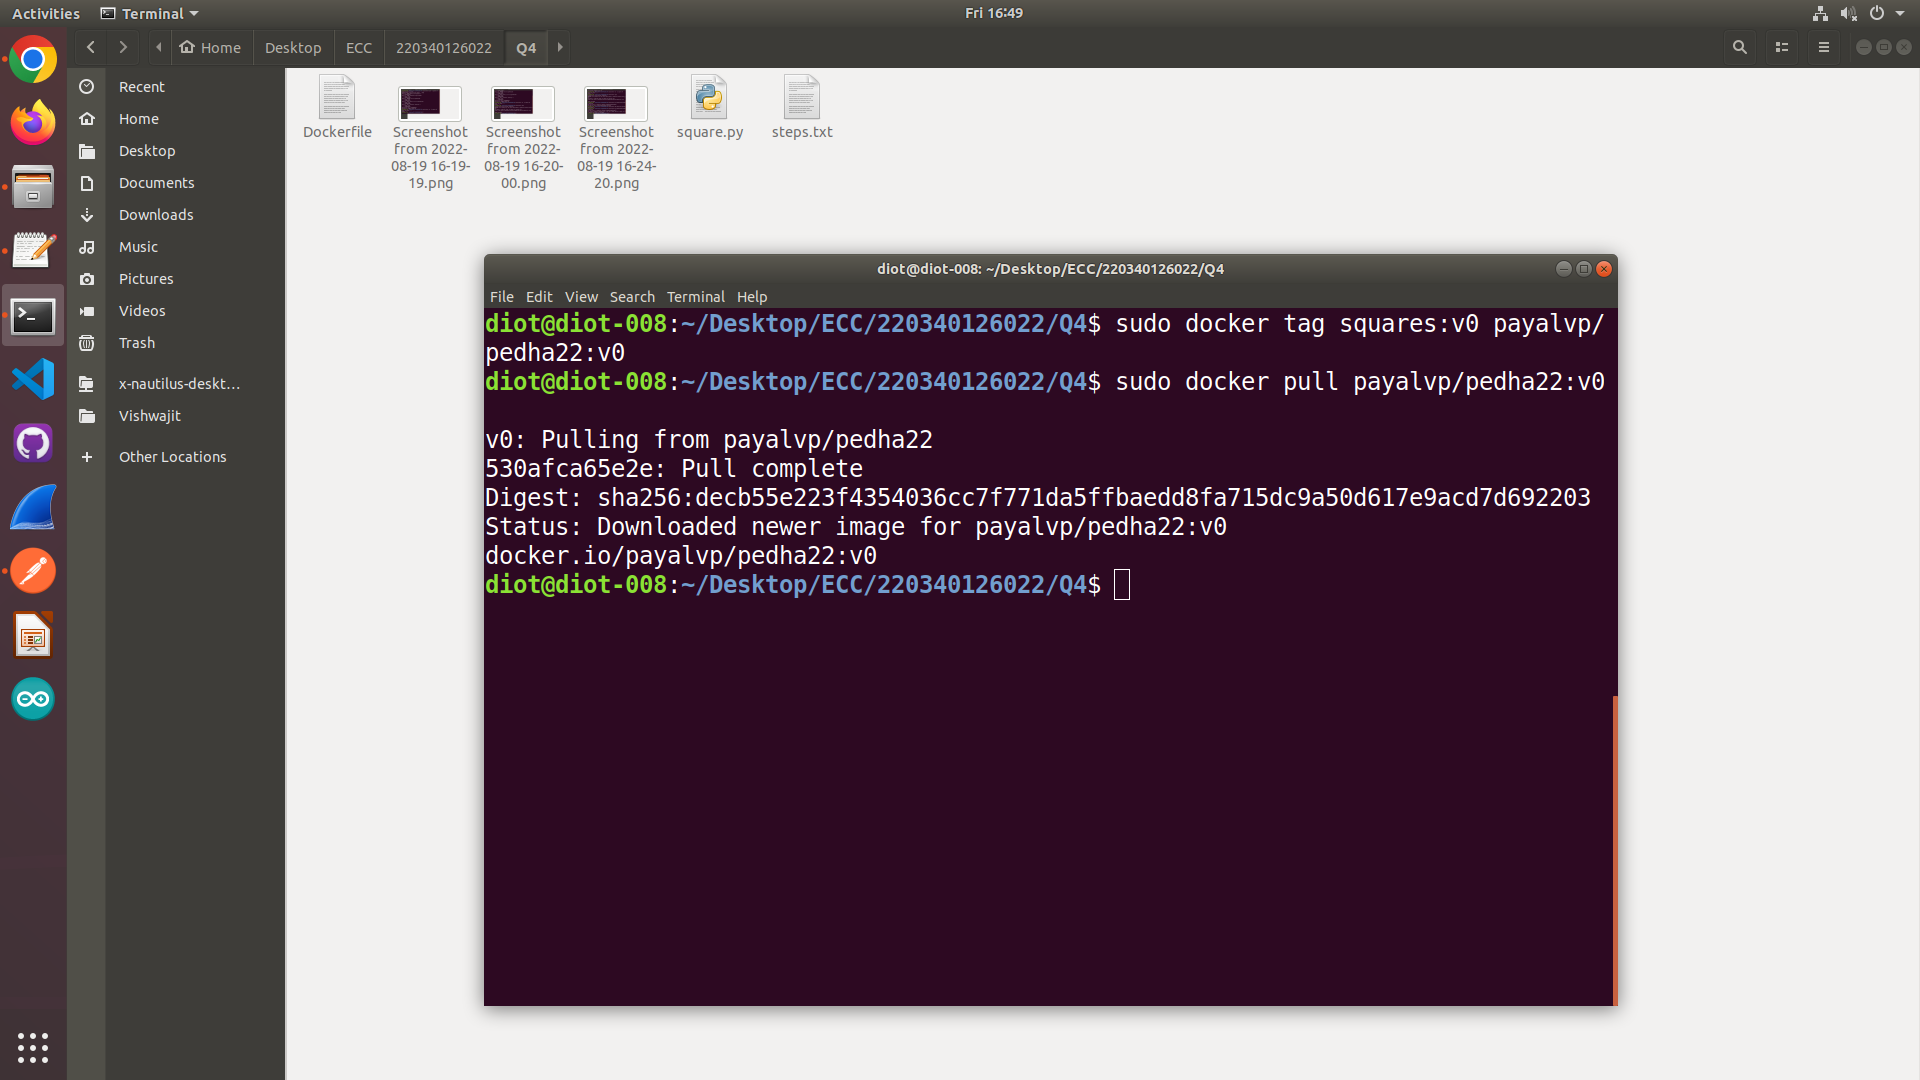 Activities
Terminal
Fri 16:49
Home
Desktop
ECC
220340126022
Q4
Recent
Home
Desktop
Documents
Downloads
Music
Pictures
Videos
Trash
x-nautilus-deskt…
Vishwajit
Other Locations
Dockerfile
Screenshot
from 2022-
08-19 16-19-
19.png
Screenshot
from 2022-
08-19 16-20-
00.png
Screenshot
from 2022-
08-19 16-24-
20.png
square.py
steps.txt
diot@diot-008: ~/Desktop/ECC/220340126022/Q4
File Edit View Search Terminal Help
diot@diot-008:~/Desktop/ECC/220340126022/Q4$ sudo docker tag squares:v0 payalvp/
pedha22:v0
diot@diot-008:~/Desktop/ECC/220340126022/Q4$ sudo docker pull payalvp/pedha22:v0
v0: Pulling from payalvp/pedha22
530afca65e2e: Pull complete
Digest: sha256:decb55e223f4354036cc7f771da5ffbaedd8fa715dc9a50d617e9acd7d692203
Status: Downloaded newer image for payalvp/pedha22:v0
docker.io/payalvp/pedha22:v0
diot@diot-008:~/Desktop/ECC/220340126022/Q4$